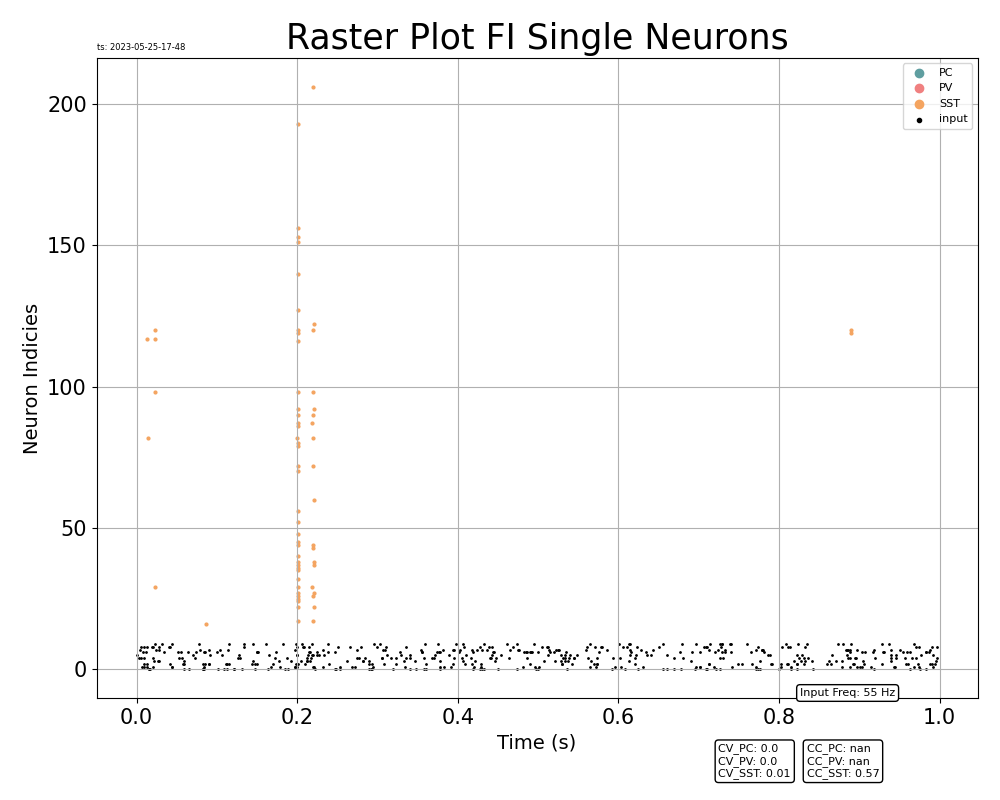 Raster Plot FI Single Neurons
ts: 2023-05-25-17-48
PC
PV
SST
input
200
150
100
50
0
Neuron Indicies
0.0 0.2 0.4 0.6 0.8 1.0
Time (s)
Input Freq: 55 Hz
CV_PC: 0.0
CV_PV: 0.0
CV_SST: 0.01
CC_PC: nan
CC_PV: nan
CC_SST: 0.57